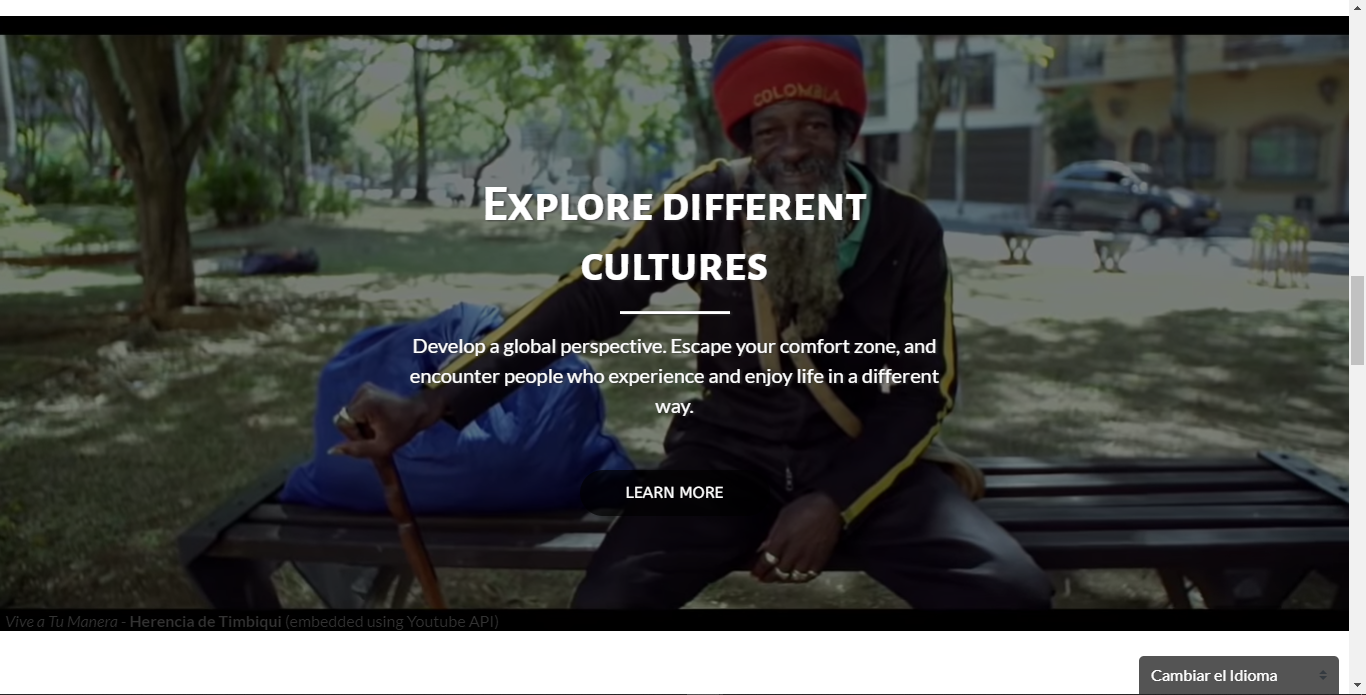 COLOMBIA
Explore different
cultures
Develop a global perspective. Escape your comfort zone, and
encounter people who experience and enjoy life in a different
way.
LEARN MORE
Vive a Tu Manera - Herencia de Timbiqui (embedded using Youtube API)
Cambiar el Idioma